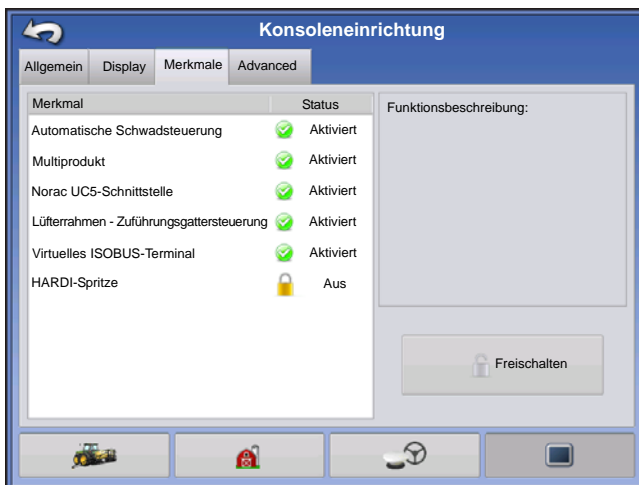 Konsoleneinrichtung
Allgemein Display Merkmale Advanced
Merkmal Status
Automatische Schwadsteuerung Aktiviert
Multiprodukt Aktiviert
Norac UC5-Schnittstelle Aktiviert
Lüfterrahmen - Zuführungsgattersteuerung Aktiviert
Virtuelles ISOBUS-Terminal Aktiviert
HARDI-Spritze Aus
Funktionsbeschreibung:
Freischalten